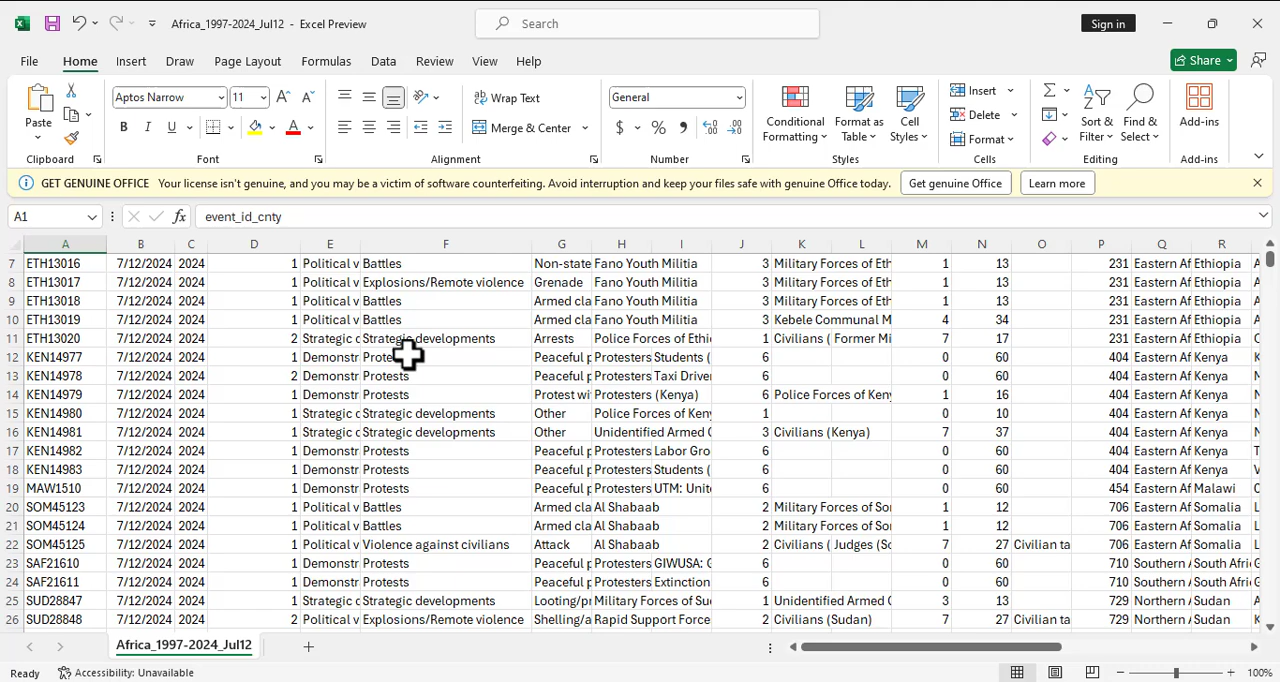 Africa_1997-2024_Jul12 - Excel Preview Search Sign in
File Home Insert Draw Page Layout Formulas Data Review View Help Share
Paste Aptos Narrow 11 Wrap Text Merge & Center General Conditional Formatting Format as Table Cell Styles Insert Delete Format Sort & Filter Find & Select Add-ins
Clipboard Font Alignment Number Styles Cells Editing Add-ins
GET GENUINE OFFICE Your license isn't genuine, and you may be a victim of software counterfeiting. Avoid interruption and keep your files safe with genuine Office today. Get genuine Office Learn more
A1 fx event_id_cnty
A B C D E F G H I J K L M N O P Q R
7 ETH13016 7/12/2024 2024 1 Political v Battles Non-state Fano Youth Militia 3 Military Forces of Eth 1 13 231 Eastern Af Ethiopia A
8 ETH13017 7/12/2024 2024 1 Political v Explosions/Remote violence Grenade Fano Youth Militia 3 Military Forces of Eth 1 13 231 Eastern Af Ethiopia A
9 ETH13018 7/12/2024 2024 1 Political v Battles Armed cla Fano Youth Militia 3 Military Forces of Eth 1 13 231 Eastern Af Ethiopia A
10 ETH13019 7/12/2024 2024 1 Political v Battles Armed cla Fano Youth Militia 3 Kebele Communal M 4 34 231 Eastern Af Ethiopia A
11 ETH13020 7/12/2024 2024 2 Strategic d Strategic developments Arrests Police Forces of Ethi 1 Civilians ( Former Mi 7 17 231 Eastern Af Ethiopia O
12 KEN14977 7/12/2024 2024 1 Demonstr Prote Peaceful p Protesters Students ( 6 0 60 404 Eastern Af Kenya K
13 KEN14978 7/12/2024 2024 2 Demonstr Protests Peaceful p Protesters Taxi Driver 6 0 60 404 Eastern Af Kenya M
14 KEN14979 7/12/2024 2024 1 Demonstr Protests Protest wi Protesters (Kenya) 6 Police Forces of Keny 1 16 404 Eastern Af Kenya N
15 KEN14980 7/12/2024 2024 1 Strategic d Strategic developments Other Police Forces of Keny 1 0 10 404 Eastern Af Kenya N
16 KEN14981 7/12/2024 2024 1 Strategic d Strategic developments Other Unidentified Armed G 3 Civilians (Kenya) 7 37 404 Eastern Af Kenya N
17 KEN14982 7/12/2024 2024 1 Demonstr Protests Peaceful p Protesters Labor Gro 6 0 60 404 Eastern Af Kenya T
18 KEN14983 7/12/2024 2024 1 Demonstr Protests Peaceful p Protesters Students ( 6 0 60 404 Eastern Af Kenya V
19 MAW1510 7/12/2024 2024 1 Demonstr Protests Peaceful p Protesters UTM: Unit 6 0 60 454 Eastern Af Malawi C
20 SOM45123 7/12/2024 2024 1 Political v Battles Armed cla Al Shabaab 2 Military Forces of Sor 1 12 706 Eastern Af Somalia L
21 SOM45124 7/12/2024 2024 1 Political v Battles Armed cla Al Shabaab 2 Military Forces of Sor 1 12 706 Eastern Af Somalia L
22 SOM45125 7/12/2024 2024 1 Political v Violence against civilians Attack Al Shabaab 2 Civilians ( Judges (So 7 27 Civilian ta 706 Eastern Af Somalia L
23 SAF21610 7/12/2024 2024 1 Demonstr Protests Peaceful p Protesters GIWUSA: G 6 0 60 710 Southern A South Afri G
24 SAF21611 7/12/2024 2024 1 Demonstr Protests Peaceful p Protesters Extinction 6 0 60 710 Southern A South Afri G
25 SUD28847 7/12/2024 2024 1 Strategic d Strategic developments Looting/pr Military Forces of Suc 1 Unidentified Armed G 3 13 729 Northern A Sudan A
26 SUD28848 7/12/2024 2024 2 Political v Explosions/Remote violence Shelling/a Rapid Support Force 2 Civilians (Sudan) 7 27 Civilian ta 729 Northern A Sudan K
Africa_1997-2024_Jul12
Ready Accessibility: Unavailable 100%